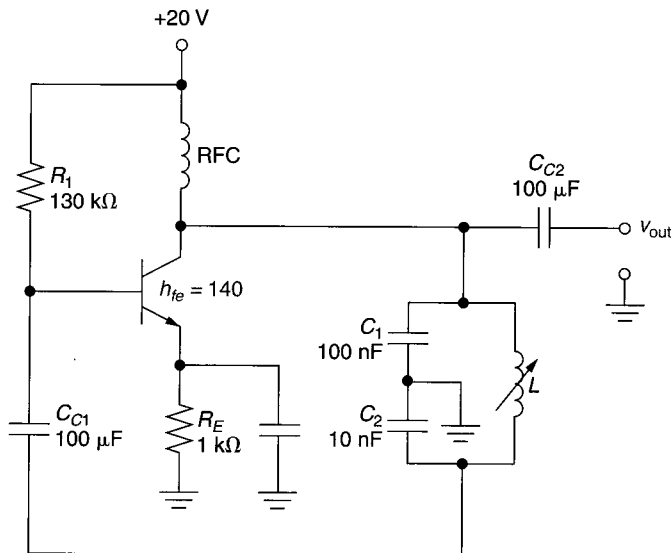 +20 V
RFC
R1
130 kΩ
CC2
100 μF
vout
hfe = 140
C1
100 nF
L
C2
10 nF
CC1
100 μF
RE
1 kΩ